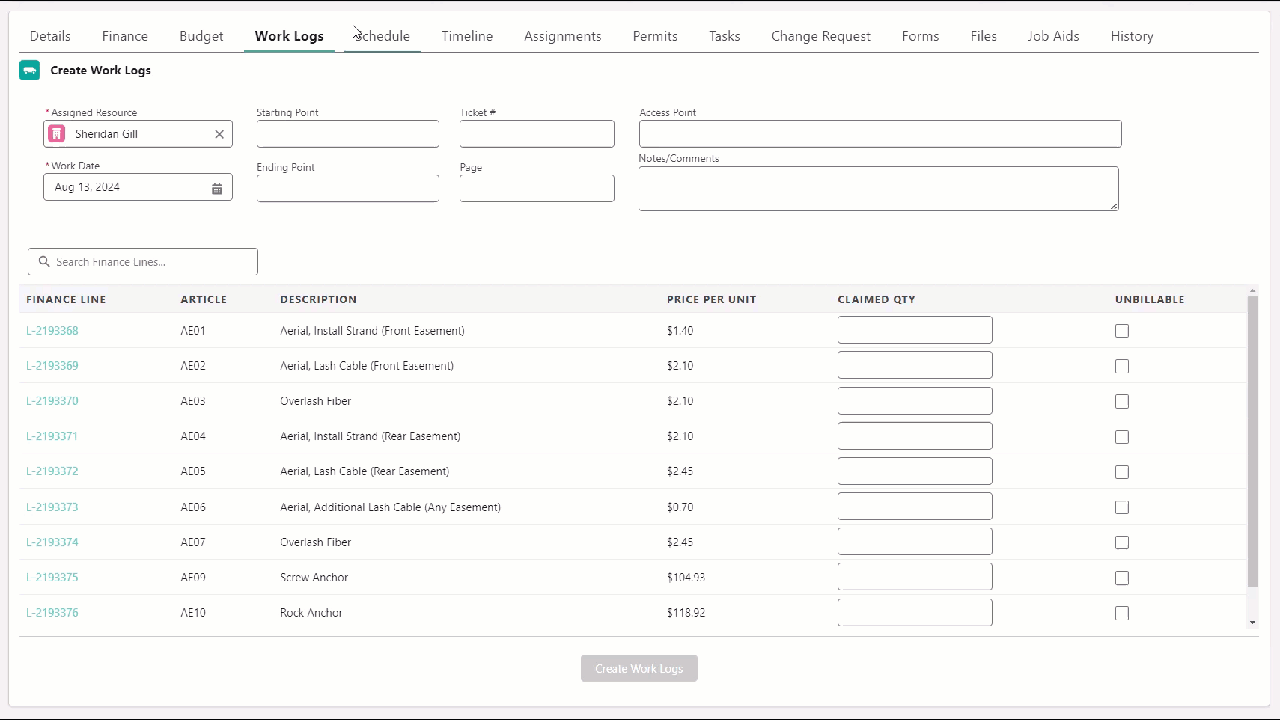 Details Finance Budget Work Logs Schedule Timeline Assignments Permits Tasks Change Request Forms Files Job Aids History
Create Work Logs
*Assigned Resource Starting Point Ticket # Access Point
Sheridan Gill
*Work Date Ending Point Page Notes/Comments
Aug 13, 2024
Search Finance Lines...
FINANCE LINE ARTICLE DESCRIPTION PRICE PER UNIT CLAIMED QTY UNBILLABLE
L-2193368 AE01 Aerial, Install Strand (Front Easement) $1.40
L-2193369 AE02 Aerial, Lash Cable (Front Easement) $2.10
L-2193370 AE03 Overlash Fiber $2.10
L-2193371 AE04 Aerial, Install Strand (Rear Easement) $2.10
L-2193372 AE05 Aerial, Lash Cable (Rear Easement) $2.45
L-2193373 AE06 Aerial, Additional Lash Cable (Any Easement) $0.70
L-2193374 AE07 Overlash Fiber $2.45
L-2193375 AE09 Screw Anchor $104.93
L-2193376 AE10 Rock Anchor $118.92
Create Work Logs